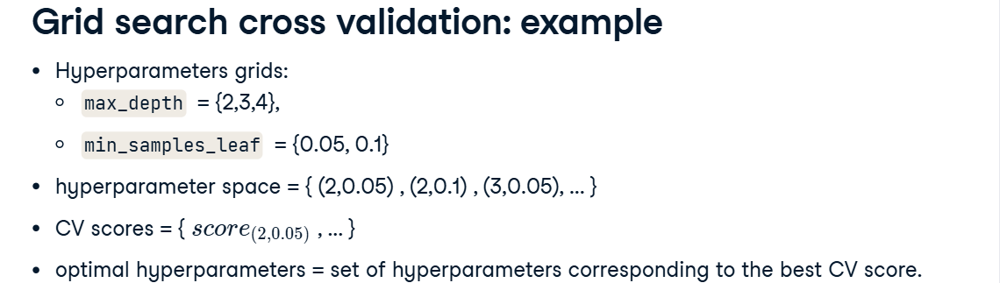 Grid search cross validation: example
• Hyperparameters grids:
○ max_depth = {2,3,4},
○ min_samples_leaf = {0.05, 0.1}
• hyperparameter space = { (2,0.05) , (2,0.1) , (3,0.05), ... }
• CV scores = { score(2,0.05) , ... }
• optimal hyperparameters = set of hyperparameters corresponding to the best CV score.